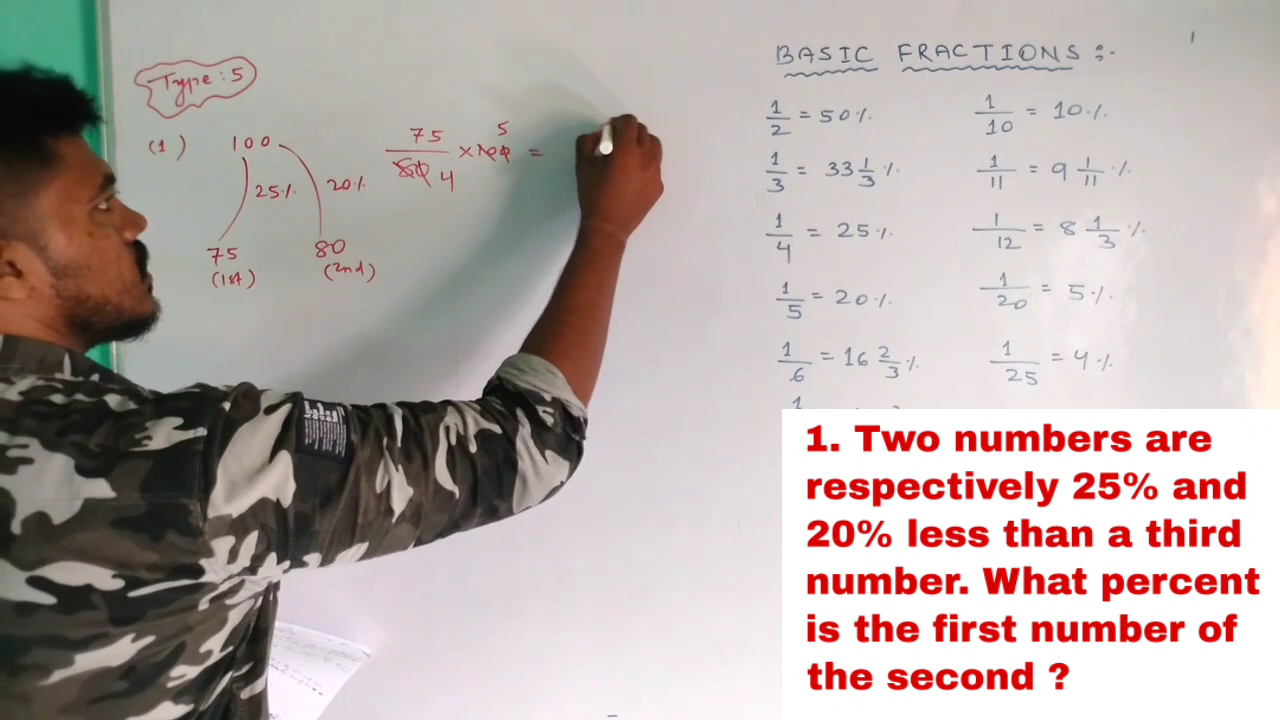 Type: 5
(1) 100
25% 20%
75 80
(1st) (2nd)
75 5
80 4 × 100 =
BASIC FRACTIONS :-
1/2 = 50%
1/3 = 33 1/3 %
1/4 = 25%
1/5 = 20%
1/6 = 16 2/3 %
1
1/10 = 10%
1/11 = 9 1/11 %
1/12 = 8 1/3 %
1/20 = 5%
1/25 = 4%
1. Two numbers are
respectively 25% and
20% less than a third
number. What percent
is the first number of
the second ?